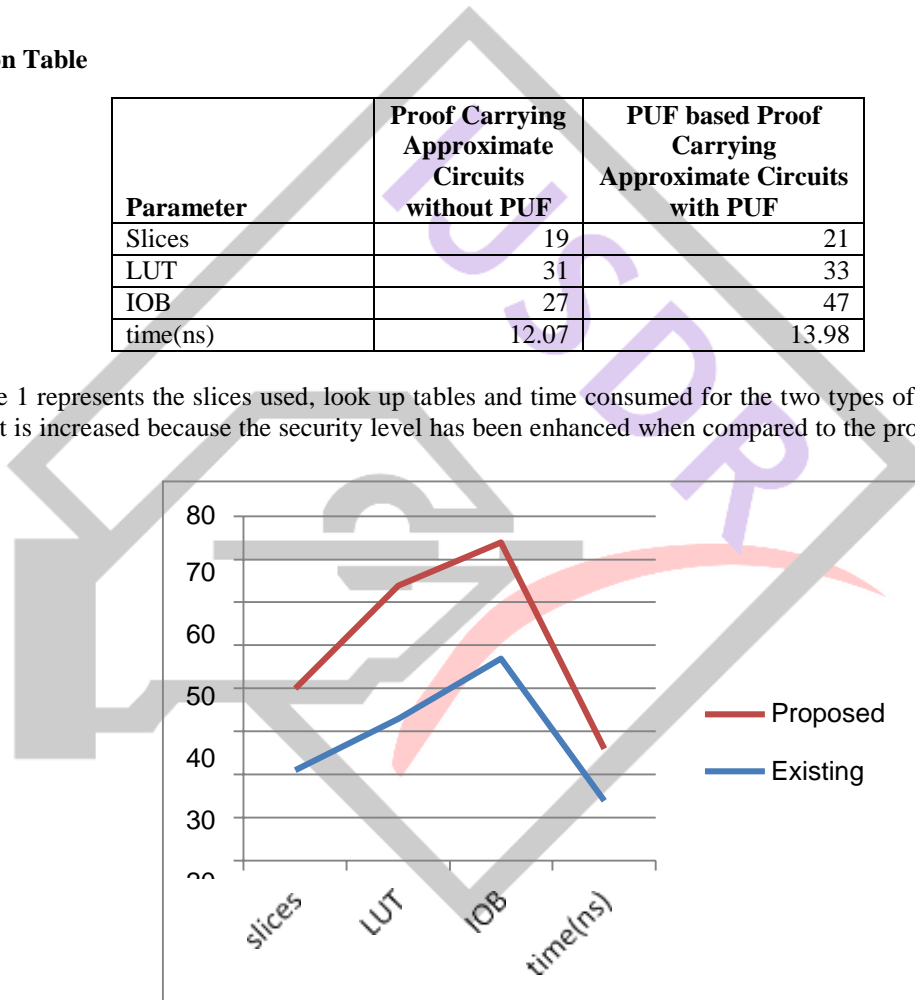 on Table
Proof Carrying Approximate Circuits without PUF
PUF based Proof Carrying Approximate Circuits with PUF
Parameter
Slices 19 21
LUT 31 33
IOB 27 47
time(ns) 12.07 13.98
e 1 represents the slices used, look up tables and time consumed for the two types of
t is increased because the security level has been enhanced when compared to the pro
IJSDR
80
70
60
50
40
30
Proposed
Existing
slices LUT IOB time(ns)